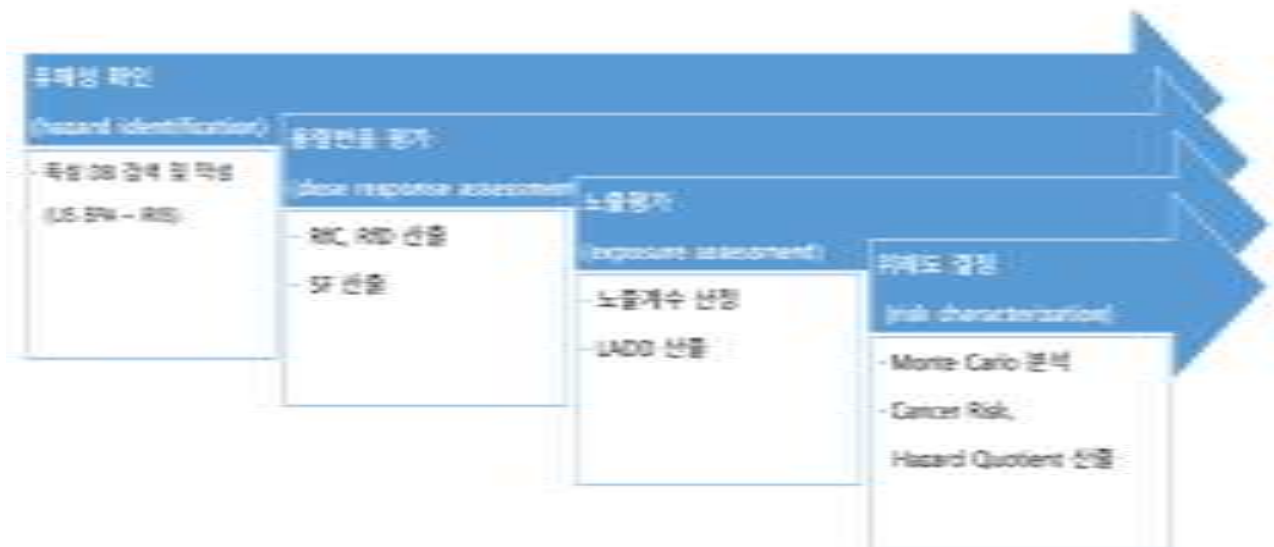 유해성 확인
(hazard identification)
- 독성 DB 검색 및 작성
(US EPA – IRIS)
용량반응 평가
(dose response assessment
- RfC, RfD 산출
- SF 산출
노출평가
(exposure assessment)
- 노출계수 산정
- LADD 산출
위해도 결정
(risk characterization)
- Monte Carlo 분석
- Cancer Risk,
Hazard Quotient 산출